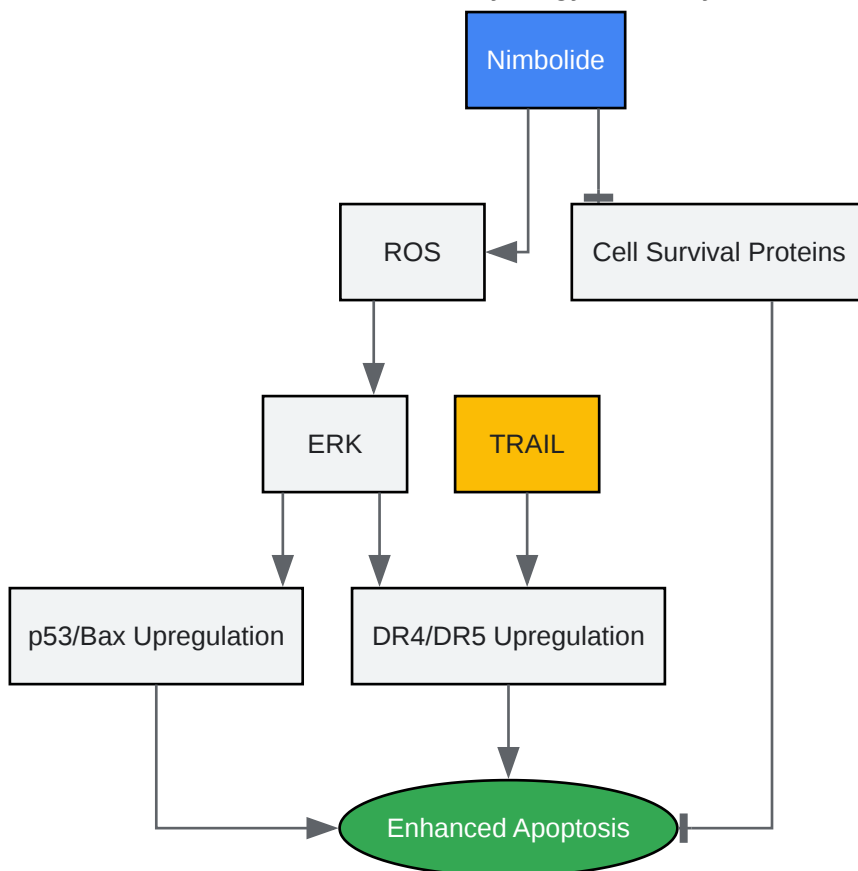 Nimbolide
ROS
Cell Survival Proteins
ERK
TRAIL
p53/Bax Upregulation
DR4/DR5 Upregulation
Enhanced Apoptosis